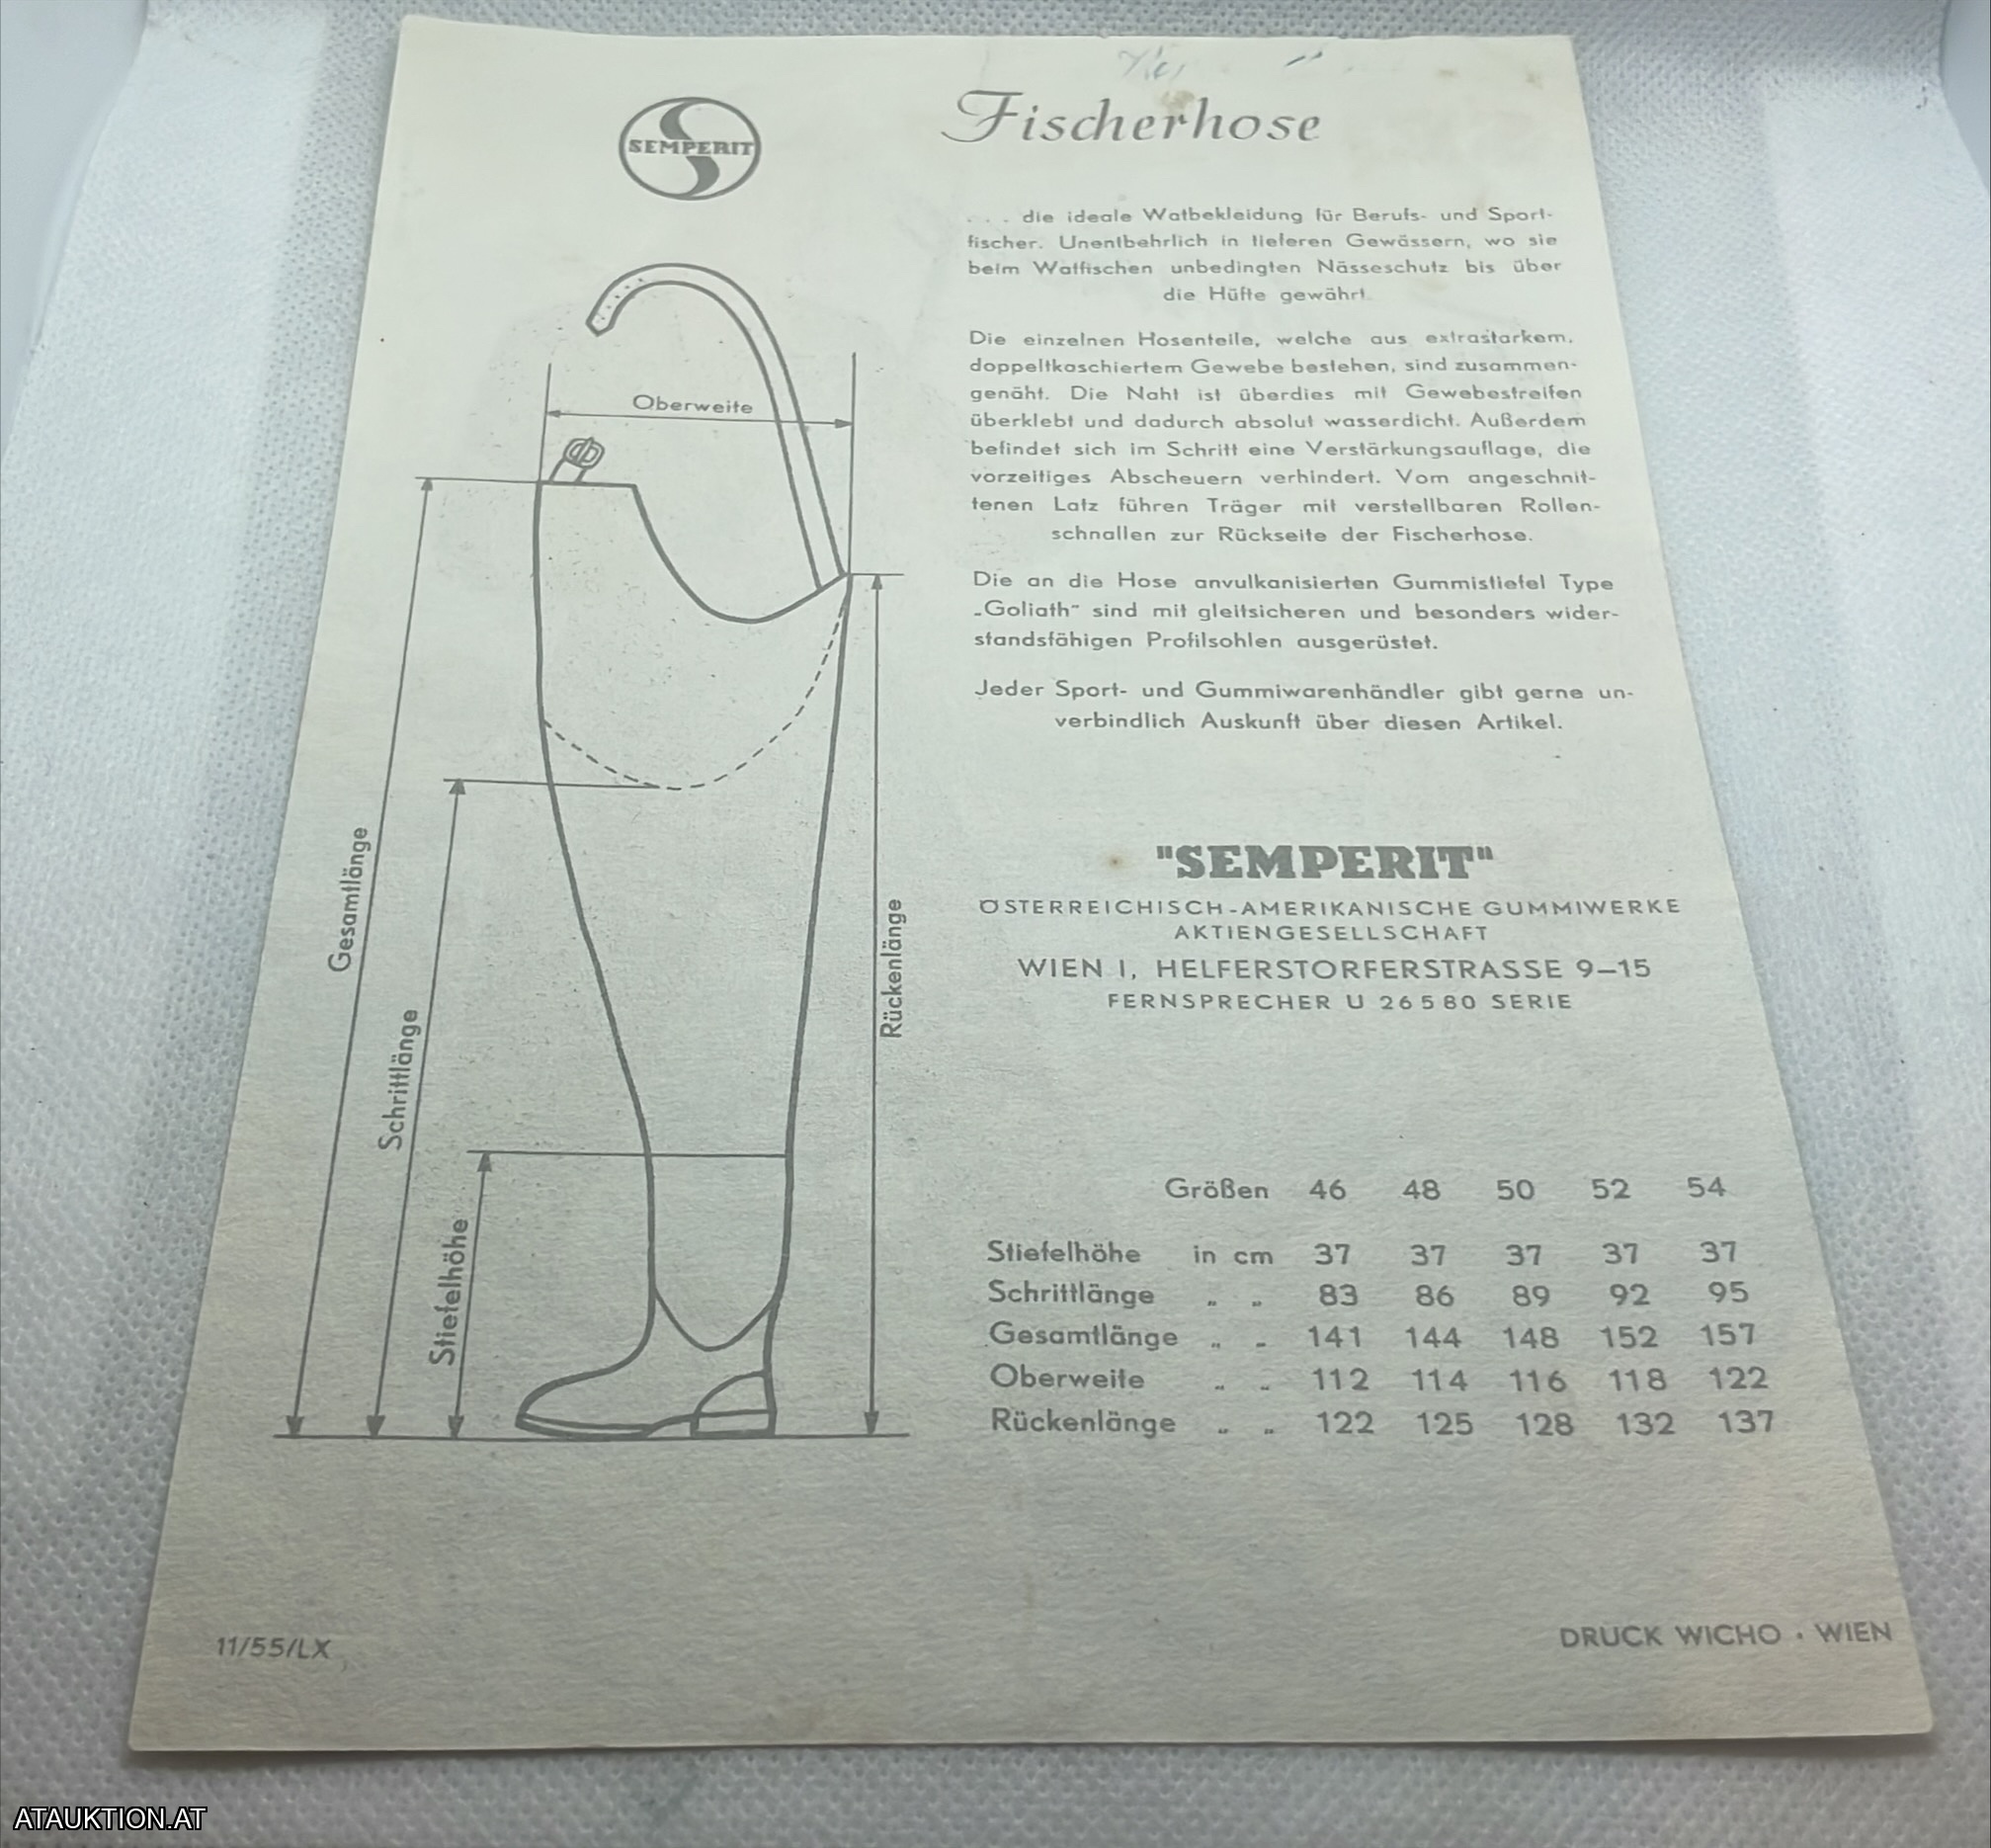 SEMPERIT
Fischerhose
. . . die ideale Watbekleidung für Berufs- und Sport-
fischer. Unentbehrlich in tieferen Gewässern, wo sie
beim Watfischen unbedingten Nässeschutz bis über
die Hüfte gewährt.
Die einzelnen Hosenteile, welche aus extrastarkem,
doppeltkaschiertem Gewebe bestehen, sind zusammen-
genäht. Die Naht ist überdies mit Gewebestreifen
überklebt und dadurch absolut wasserdicht. Außerdem
befindet sich im Schritt eine Verstärkungsauflage, die
vorzeitiges Abscheuern verhindert. Vom angeschnit-
tenen Latz führen Träger mit verstellbaren Rollen-
schnallen zur Rückseite der Fischerhose.
Die an die Hose anvulkanisierten Gummistiefel Type
„Goliath" sind mit gleitsicheren und besonders wider-
standsfähigen Profilsohlen ausgerüstet.
Jeder Sport- und Gummiwarenhändler gibt gerne un-
verbindlich Auskunft über diesen Artikel.
"SEMPERIT"
ÖSTERREICHISCH-AMERIKANISCHE GUMMIWERKE
AKTIENGESELLSCHAFT
WIEN I, HELFERSTORFERSTRASSE 9–15
FERNSPRECHER U 26 5 80 SERIE
Oberweite
Gesamtlänge
Schrittlänge
Stiefelhöhe
Rückenlänge
Größen 46 48 50 52 54
Stiefelhöhe in cm 37 37 37 37 37
Schrittlänge „ „ 83 86 89 92 95
Gesamtlänge „ „ 141 144 148 152 157
Oberweite „ „ 112 114 116 118 122
Rückenlänge „ „ 122 125 128 132 137
11/55/LX
DRUCK WICHO · WIEN
ATAUKTION.AT